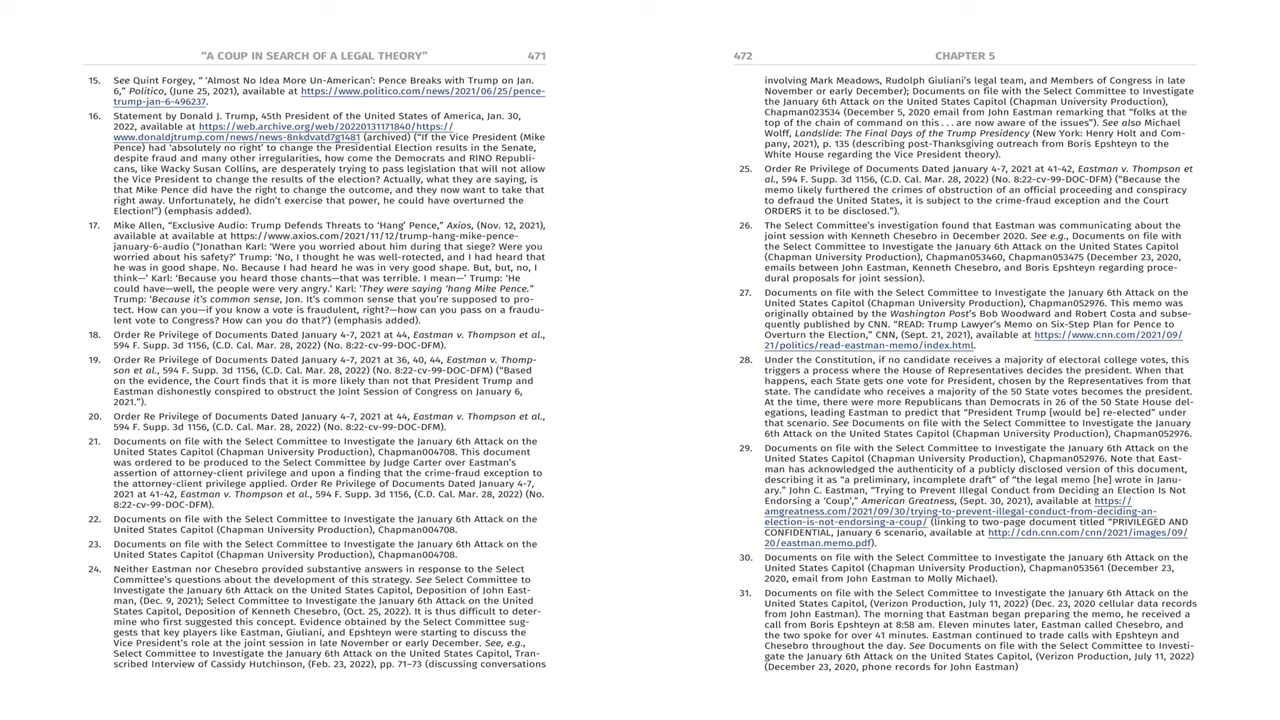 “A COUP IN SEARCH OF A LEGAL THEORY” 471
15. See Quint Forgey, “ ‘Almost No Idea More Un-American’: Pence Breaks with Trump on Jan.
6,” Politico, (June 25, 2021), available at https://www.politico.com/news/2021/06/25/pence-
trump-jan-6-496237.
16. Statement by Donald J. Trump, 45th President of the United States of America, Jan. 30,
2022, available at https://web.archive.org/web/20220131171840/https://
www.donaldjtrump.com/news/news-8nkdvatd7g1481 (archived) (“If the Vice President (Mike
Pence) had ‘absolutely no right’ to change the Presidential Election results in the Senate,
despite fraud and many other irregularities, how come the Democrats and RINO Republi-
cans, like Wacky Susan Collins, are desperately trying to pass legislation that will not allow
the Vice President to change the results of the election? Actually, what they are saying, is
that Mike Pence did have the right to change the outcome, and they now want to take that
right away. Unfortunately, he didn’t exercise that power, he could have overturned the
Election!”) (emphasis added).
17. Mike Allen, “Exclusive Audio: Trump Defends Threats to ‘Hang’ Pence,” Axios, (Nov. 12, 2021),
available at available at https://www.axios.com/2021/11/12/trump-hang-mike-pence-
january-6-audio (“Jonathan Karl: ‘Were you worried about him during that siege? Were you
worried about his safety?’ Trump: ‘No, I thought he was well-rotected, and I had heard that
he was in good shape. No. Because I had heard he was in very good shape. But, but, no, I
think—’ Karl: ‘Because you heard those chants—that was terrible. I mean—’ Trump: ‘He
could have—well, the people were very angry.’ Karl: ‘They were saying ‘hang Mike Pence.”
Trump: ‘Because it’s common sense, Jon. It’s common sense that you’re supposed to pro-
tect. How can you—if you know a vote is fraudulent, right?—how can you pass on a fraudu-
lent vote to Congress? How can you do that?’) (emphasis added).
18. Order Re Privilege of Documents Dated January 4-7, 2021 at 44, Eastman v. Thompson et al.,
594 F. Supp. 3d 1156, (C.D. Cal. Mar. 28, 2022) (No. 8:22-cv-99-DOC-DFM).
19. Order Re Privilege of Documents Dated January 4-7, 2021 at 36, 40, 44, Eastman v. Thomp-
son et al., 594 F. Supp. 3d 1156, (C.D. Cal. Mar. 28, 2022) (No. 8:22-cv-99-DOC-DFM) (“Based
on the evidence, the Court finds that it is more likely than not that President Trump and
Eastman dishonestly conspired to obstruct the Joint Session of Congress on January 6,
2021.”).
20. Order Re Privilege of Documents Dated January 4-7, 2021 at 44, Eastman v. Thompson et al.,
594 F. Supp. 3d 1156, (C.D. Cal. Mar. 28, 2022) (No. 8:22-cv-99-DOC-DFM).
21. Documents on file with the Select Committee to Investigate the January 6th Attack on the
United States Capitol (Chapman University Production), Chapman004708. This document
was ordered to be produced to the Select Committee by Judge Carter over Eastman’s
assertion of attorney-client privilege and upon a finding that the crime-fraud exception to
the attorney-client privilege applied. Order Re Privilege of Documents Dated January 4-7,
2021 at 41-42, Eastman v. Thompson et al., 594 F. Supp. 3d 1156, (C.D. Cal. Mar. 28, 2022) (No.
8:22-cv-99-DOC-DFM).
22. Documents on file with the Select Committee to Investigate the January 6th Attack on the
United States Capitol (Chapman University Production), Chapman004708.
23. Documents on file with the Select Committee to Investigate the January 6th Attack on the
United States Capitol (Chapman University Production), Chapman004708.
24. Neither Eastman nor Chesebro provided substantive answers in response to the Select
Committee’s questions about the development of this strategy. See Select Committee to
Investigate the January 6th Attack on the United States Capitol, Deposition of John East-
man, (Dec. 9, 2021); Select Committee to Investigate the January 6th Attack on the United
States Capitol, Deposition of Kenneth Chesebro, (Oct. 25, 2022). It is thus difficult to deter-
mine who first suggested this concept. Evidence obtained by the Select Committee sug-
gests that key players like Eastman, Giuliani, and Epshteyn were starting to discuss the
Vice President’s role at the joint session in late November or early December. See, e.g.,
Select Committee to Investigate the January 6th Attack on the United States Capitol, Tran-
scribed Interview of Cassidy Hutchinson, (Feb. 23, 2022), pp. 71–73 (discussing conversations
472 CHAPTER 5
involving Mark Meadows, Rudolph Giuliani’s legal team, and Members of Congress in late
November or early December); Documents on file with the Select Committee to Investigate
the January 6th Attack on the United States Capitol (Chapman University Production),
Chapman023534 (December 5, 2020 email from Eastman remarking that “folks at the
top of the chain of command on this . . . are now aware of the issues”). See also Michael
Wolff, Landslide: The Final Days of the Trump Presidency (New York: Henry Holt and Com-
pany, 2021), p. 135 (describing post-Thanksgiving outreach from Boris Epshteyn to the
White House regarding the Vice President theory).
25. Order Re Privilege of Documents Dated January 4-7, 2021 at 41-42, Eastman v. Thompson et
al., 594 F. Supp. 3d 1156, (C.D. Cal. Mar. 28, 2022) (No. 8:22-cv-99-DOC-DFM) (“Because the
memo likely furthered the crimes of obstruction of an official proceeding and conspiracy
to defraud the United States, it is subject to the crime-fraud exception and the Court
ORDERS it to be disclosed.”).
26. The Select Committee’s investigation found that Eastman was communicating about the
joint session with Kenneth Chesebro in December 2020. See e.g., Documents on file with
the Select Committee to Investigate the January 6th Attack on the United States Capitol
(Chapman University Production), Chapman053460, Chapman053475 (December 23, 2020,
emails between John Eastman, Kenneth Chesebro, and Boris Epshteyn regarding proce-
dural proposals for joint session).
27. Documents on file with the Select Committee to Investigate the January 6th Attack on the
United States Capitol (Chapman University Production), Chapman052976. This memo was
originally obtained by the Washington Post’s Bob Woodward and Robert Costa and subse-
quently published by CNN. “READ: Trump Lawyer’s Memo on Six-Step Plan for Pence to
Overturn the Election,” CNN, (Sept. 21, 2021), available at https://www.cnn.com/2021/09/
21/politics/read-eastman-memo/index.html.
28. Under the Constitution, if no candidate receives a majority of electoral college votes, this
triggers a process where the House of Representatives decides the president. When that
happens, each State gets one vote for President, chosen by the Representatives from that
state. The candidate who receives a majority of the 50 State votes becomes the president.
At the time, there were more Republicans than Democrats in 26 of the 50 State House del-
egations, leading Eastman to predict that “President Trump [would be] re-elected” under
that scenario. See Documents on file with the Select Committee to Investigate the January
6th Attack on the United States Capitol (Chapman University Production), Chapman052976.
29. Documents on file with the Select Committee to Investigate the January 6th Attack on the
United States Capitol (Chapman University Production), Chapman052976. Note that East-
man has acknowledged the authenticity of a publicly disclosed version of this document,
describing it as “a preliminary, incomplete draft” of “the legal memo [he] wrote in Janu-
ary.” John C. Eastman, “Trying to Prevent Illegal Conduct from Deciding an Election Is Not
Endorsing a ‘Coup’,” American Greatness, (Sept. 30, 2021), available at https://
amgreatness.com/2021/09/30/trying-to-prevent-illegal-conduct-from-deciding-an-
election-is-not-endorsing-a-coup/ (linking to two-page document titled “PRIVILEGED AND
CONFIDENTIAL, January 6 scenario, available at http://cdn.cnn.com/cnn/2021/images/09/
20/eastman.memo.pdf).
30. Documents on file with the Select Committee to Investigate the January 6th Attack on the
United States Capitol, (Chapman University Production), Chapman053561 (December 23,
2020, email from John Eastman to Molly Michael).
31. Documents on file with the Select Committee to Investigate the January 6th Attack on the
United States Capitol, (Verizon Production, July 11, 2022) (Dec. 23, 2020 cellular data records
from John Eastman). The morning that Eastman began preparing the memo, he received a
call from Boris Epshteyn at 8:58 am. Eleven minutes later, Eastman called Chesebro, and
the two spoke for over 41 minutes. Eastman continued to trade calls with Epshteyn and
Chesebro throughout the day. See Documents on file with the Select Committee to Investi-
gate the January 6th Attack on the United States Capitol, (Verizon Production, July 11, 2022)
(December 23, 2020, phone records for John Eastman)